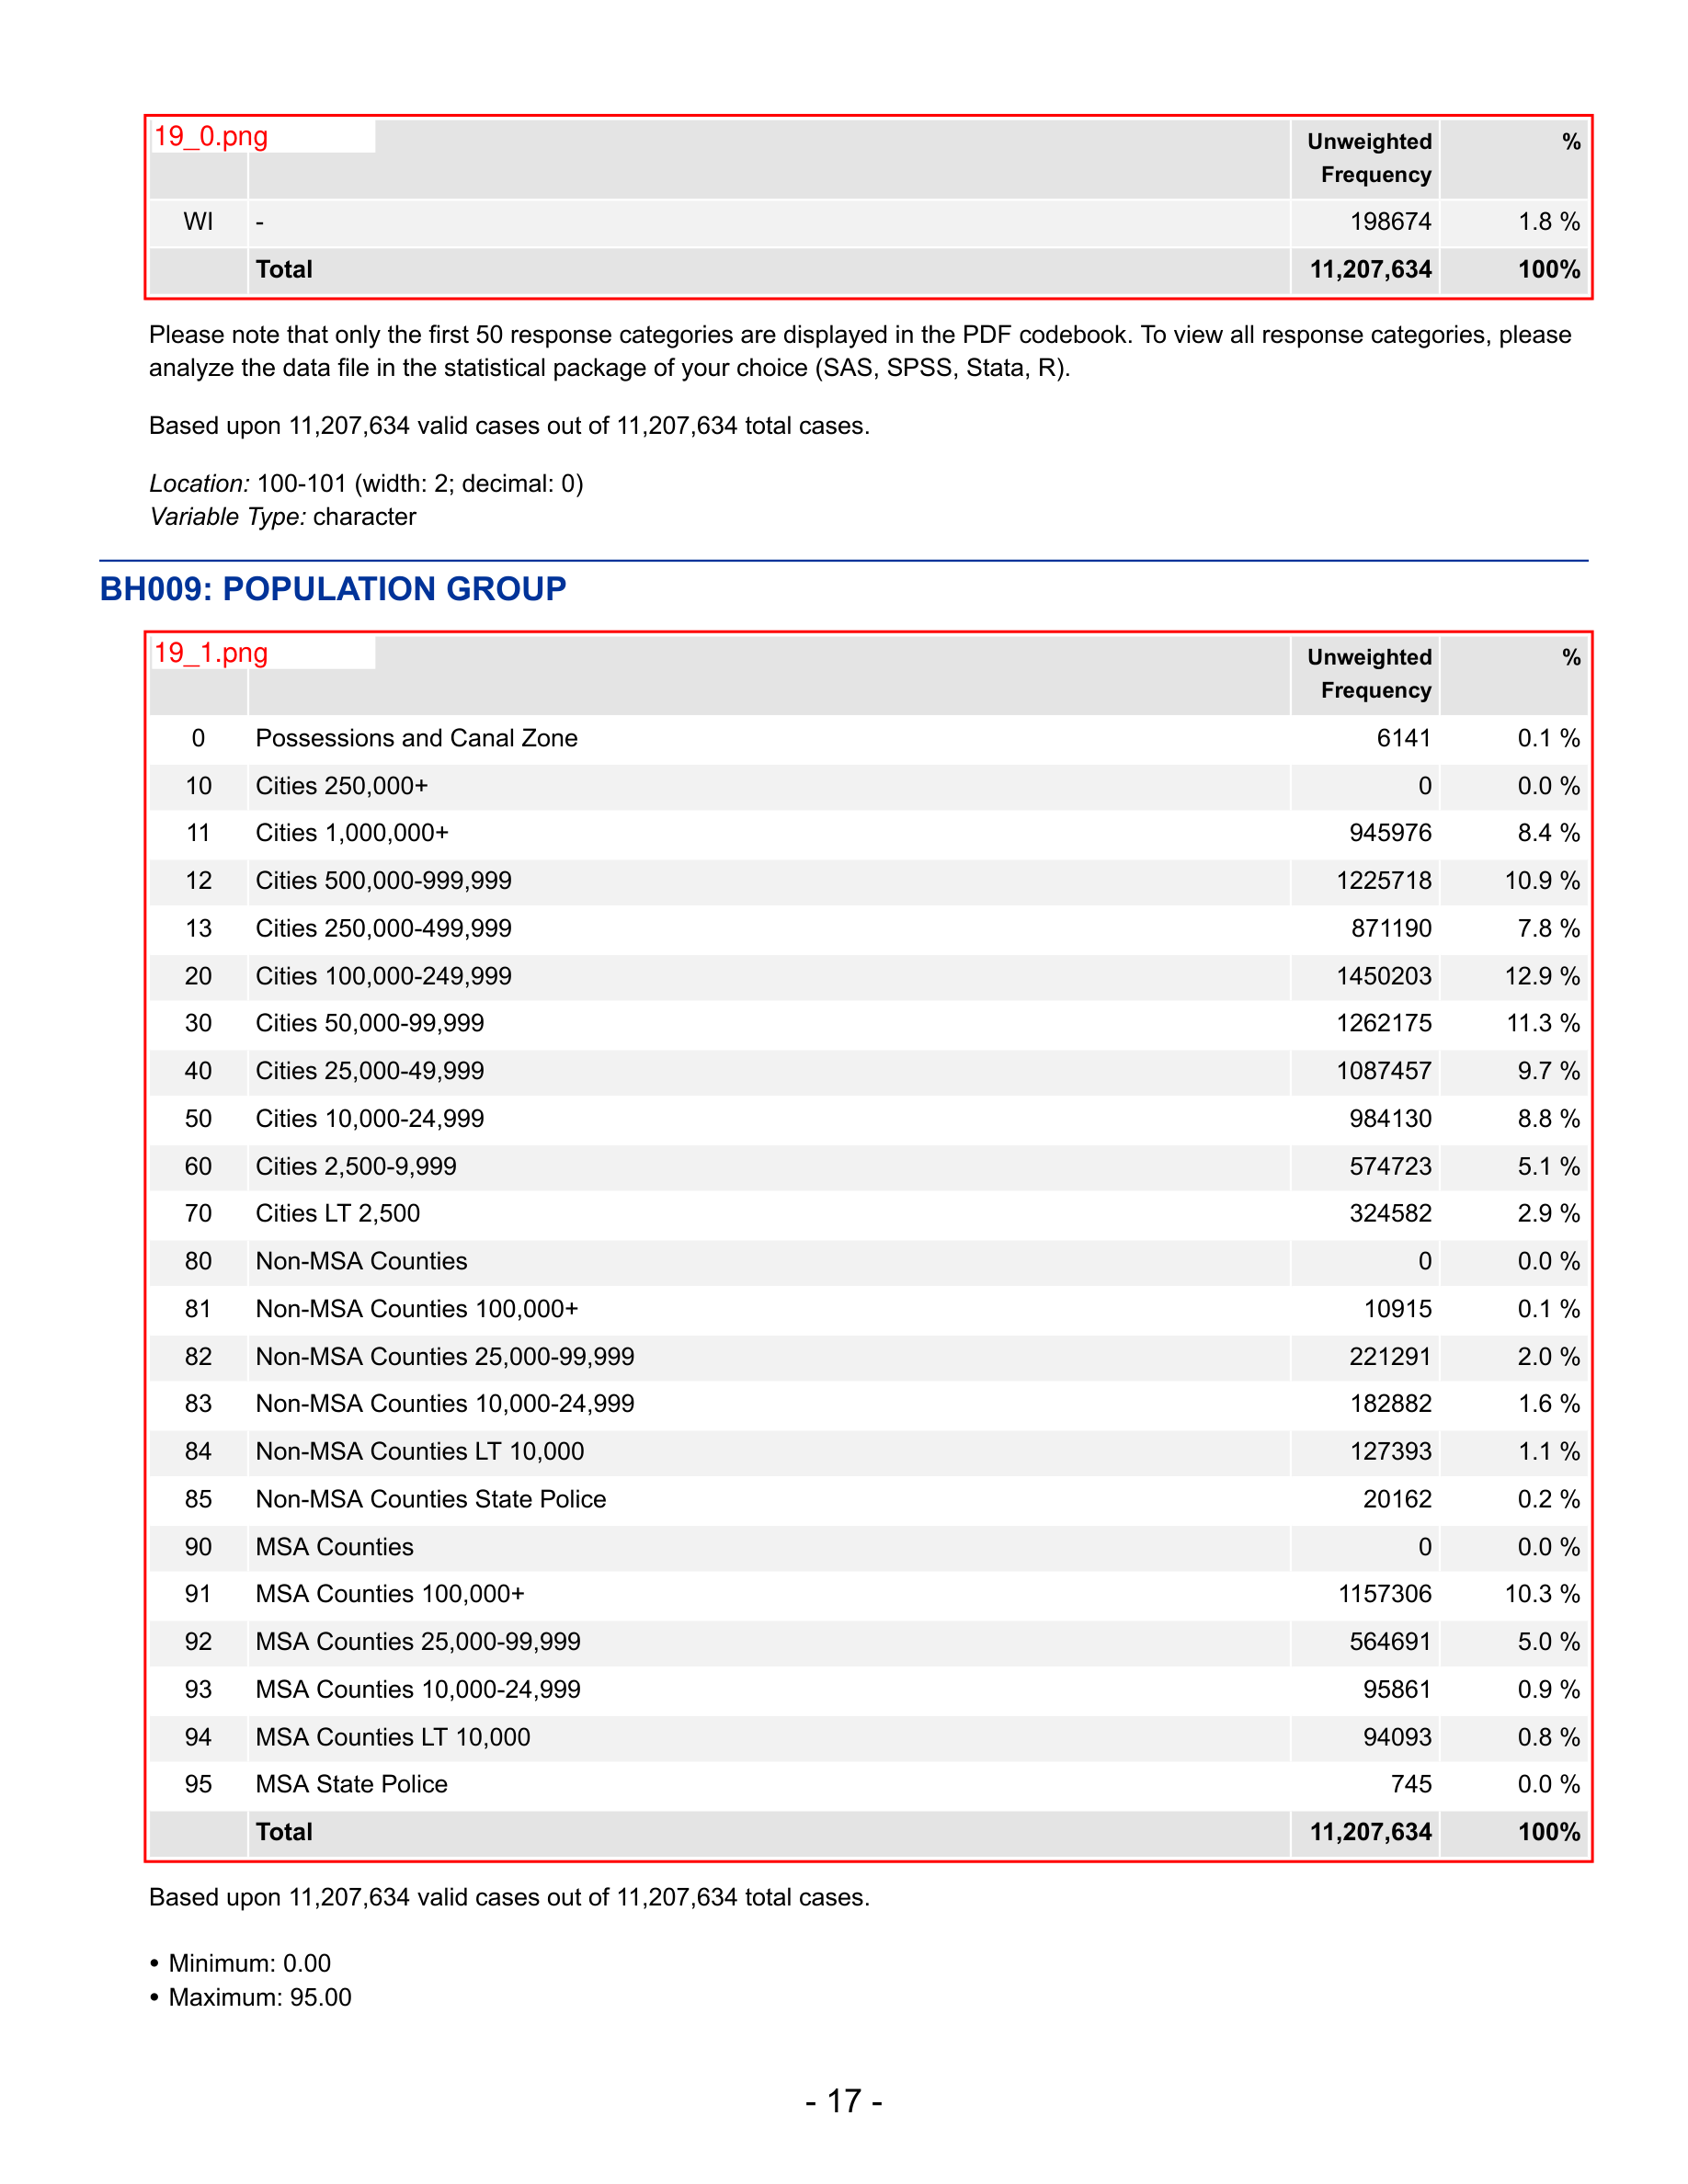 19_0.png
Unweighted Frequency %
WI - 198674 1.8 %
Total 11,207,634 100%
Please note that only the first 50 response categories are displayed in the PDF codebook. To view all response categories, please
analyze the data file in the statistical package of your choice (SAS, SPSS, Stata, R).
Based upon 11,207,634 valid cases out of 11,207,634 total cases.
Location: 100-101 (width: 2; decimal: 0)
Variable Type: character
BH009: POPULATION GROUP
19_1.png
Unweighted Frequency %
0 Possessions and Canal Zone 6141 0.1 %
10 Cities 250,000+ 0 0.0 %
11 Cities 1,000,000+ 945976 8.4 %
12 Cities 500,000-999,999 1225718 10.9 %
13 Cities 250,000-499,999 871190 7.8 %
20 Cities 100,000-249,999 1450203 12.9 %
30 Cities 50,000-99,999 1262175 11.3 %
40 Cities 25,000-49,999 1087457 9.7 %
50 Cities 10,000-24,999 984130 8.8 %
60 Cities 2,500-9,999 574723 5.1 %
70 Cities LT 2,500 324582 2.9 %
80 Non-MSA Counties 0 0.0 %
81 Non-MSA Counties 100,000+ 10915 0.1 %
82 Non-MSA Counties 25,000-99,999 221291 2.0 %
83 Non-MSA Counties 10,000-24,999 182882 1.6 %
84 Non-MSA Counties LT 10,000 127393 1.1 %
85 Non-MSA Counties State Police 20162 0.2 %
90 MSA Counties 0 0.0 %
91 MSA Counties 100,000+ 1157306 10.3 %
92 MSA Counties 25,000-99,999 564691 5.0 %
93 MSA Counties 10,000-24,999 95861 0.9 %
94 MSA Counties LT 10,000 94093 0.8 %
95 MSA State Police 745 0.0 %
Total 11,207,634 100%
Based upon 11,207,634 valid cases out of 11,207,634 total cases.
• Minimum: 0.00
• Maximum: 95.00
- 17 -